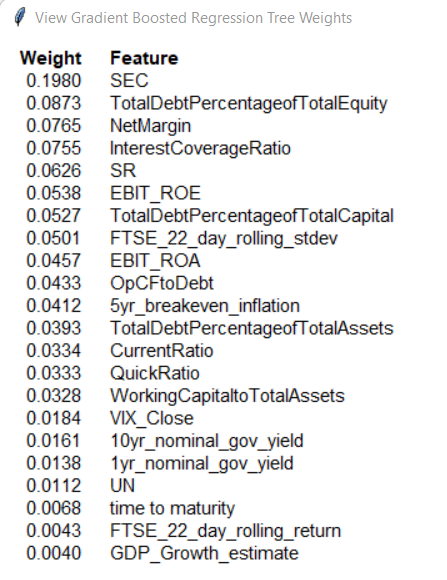 View Gradient Boosted Regression Tree Weights
Weight Feature
0.1980 SEC
0.0873 TotalDebtPercentageofTotalEquity
0.0765 NetMargin
0.0755 InterestCoverageRatio
0.0626 SR
0.0538 EBIT_ROE
0.0527 TotalDebtPercentageofTotalCapital
0.0501 FTSE_22_day_rolling_stdev
0.0457 EBIT_ROA
0.0433 OpCFtoDebt
0.0412 5yr_breakeven_inflation
0.0393 TotalDebtPercentageofTotalAssets
0.0334 CurrentRatio
0.0333 QuickRatio
0.0328 WorkingCapitaltoTotalAssets
0.0184 VIX_Close
0.0161 10yr_nominal_gov_yield
0.0138 1yr_nominal_gov_yield
0.0112 UN
0.0068 time to maturity
0.0043 FTSE_22_day_rolling_return
0.0040 GDP_Growth_estimate